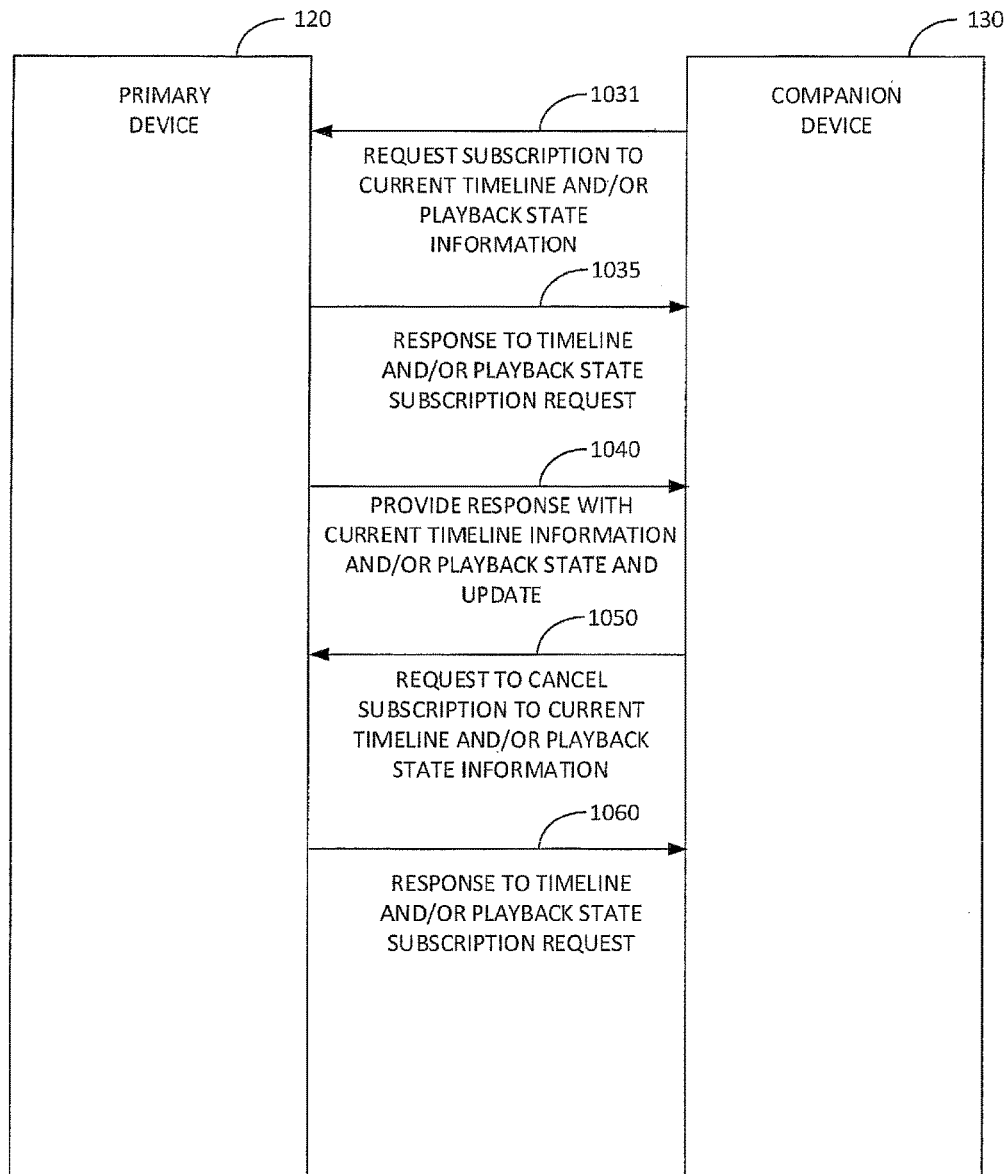 120
130
PRIMARY
DEVICE
COMPANION
DEVICE
1031
REQUEST SUBSCRIPTION TO
CURRENT TIMELINE AND/OR
PLAYBACK STATE
INFORMATION
1035
RESPONSE TO TIMELINE
AND/OR PLAYBACK STATE
SUBSCRIPTION REQUEST
1040
PROVIDE RESPONSE WITH
CURRENT TIMELINE INFORMATION
AND/OR PLAYBACK STATE AND
UPDATE
1050
REQUEST TO CANCEL
SUBSCRIPTION TO CURRENT
TIMELINE AND/OR PLAYBACK
STATE INFORMATION
1060
RESPONSE TO TIMELINE
AND/OR PLAYBACK STATE
SUBSCRIPTION REQUEST